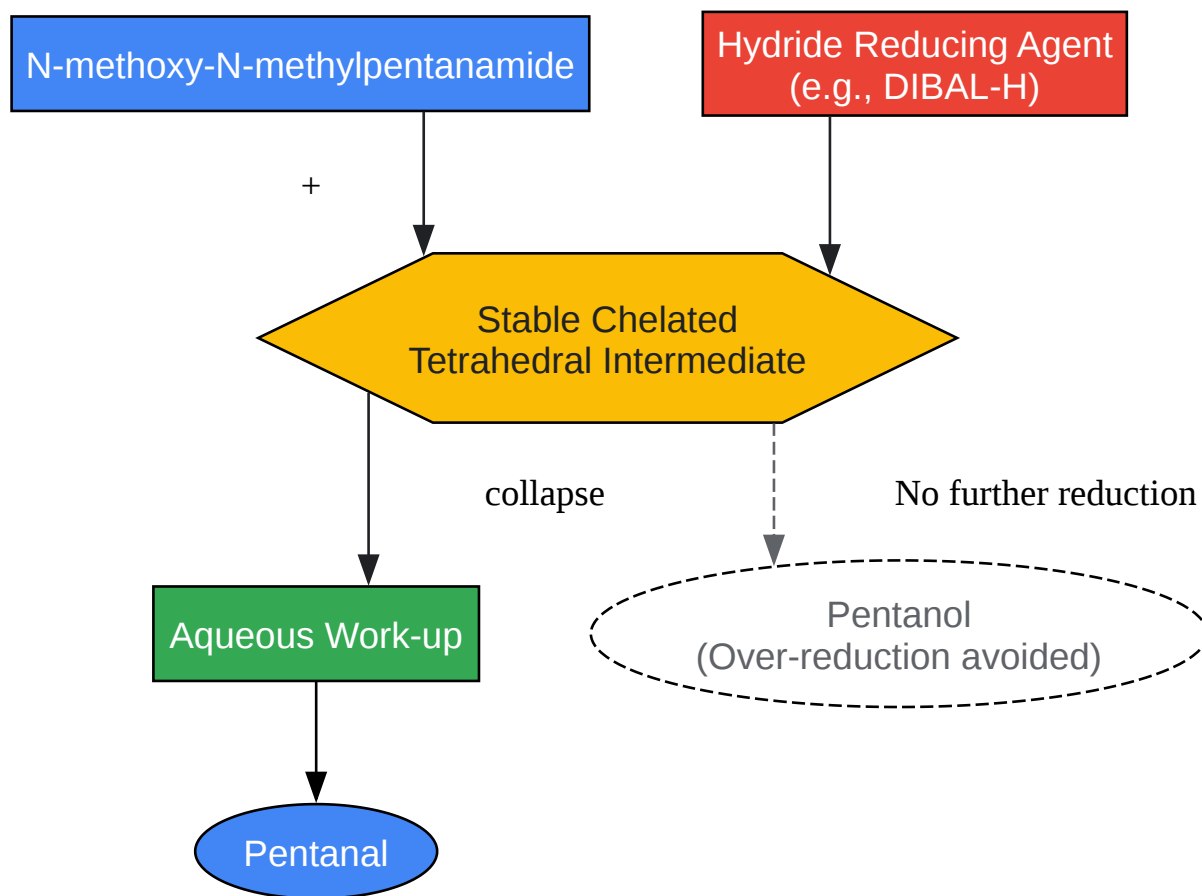 N-methoxy-N-methylpentanamide
Hydride Reducing Agent
(e.g., DIBAL-H)
+
Stable Chelated
Tetrahedral Intermediate
collapse
No further reduction
Aqueous Work-up
Pentanol
(Over-reduction avoided)
Pentanal